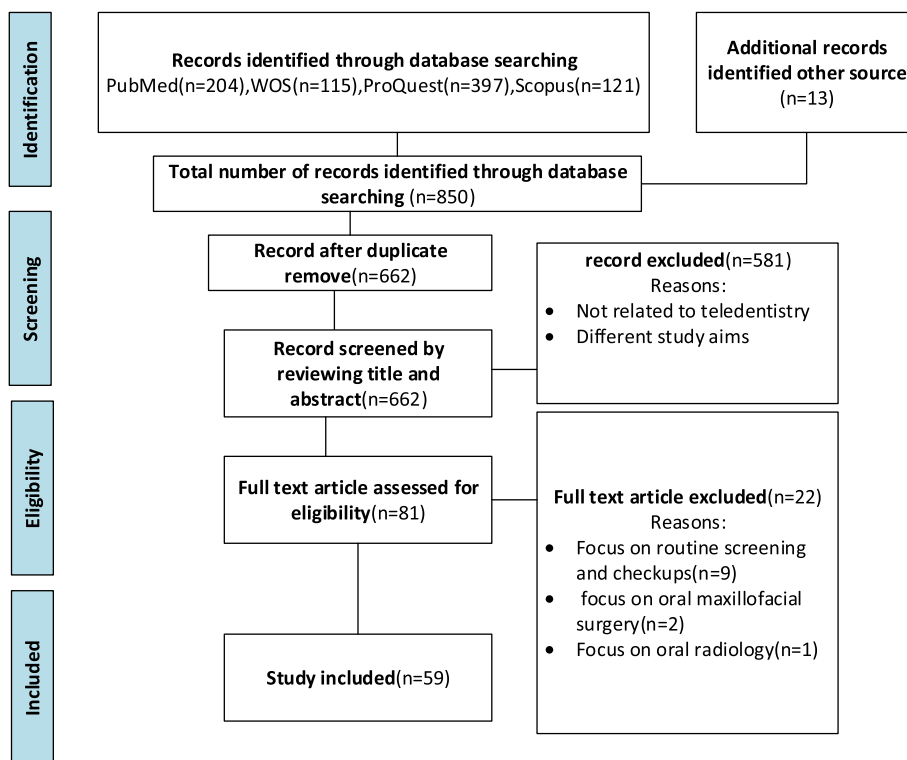 Identification
Records identified through database searching
PubMed(n=204),WOS(n=115),ProQuest(n=397),Scopus(n=121)
Additional records
identified other source
(n=13)
Total number of records identified through database
searching (n=850)
Screening
Record after duplicate
remove(n=662)
record excluded(n=581)
Reasons:
• Not related to teledentistry
• Different study aims
Record screened by
reviewing title and
abstract(n=662)
Eligibility
Full text article assessed for
eligibility(n=81)
Full text article excluded(n=22)
Reasons:
• Focus on routine screening
and checkups(n=9)
• focus on oral maxillofacial
surgery(n=2)
• Focus on oral radiology(n=1)
Included
Study included(n=59)